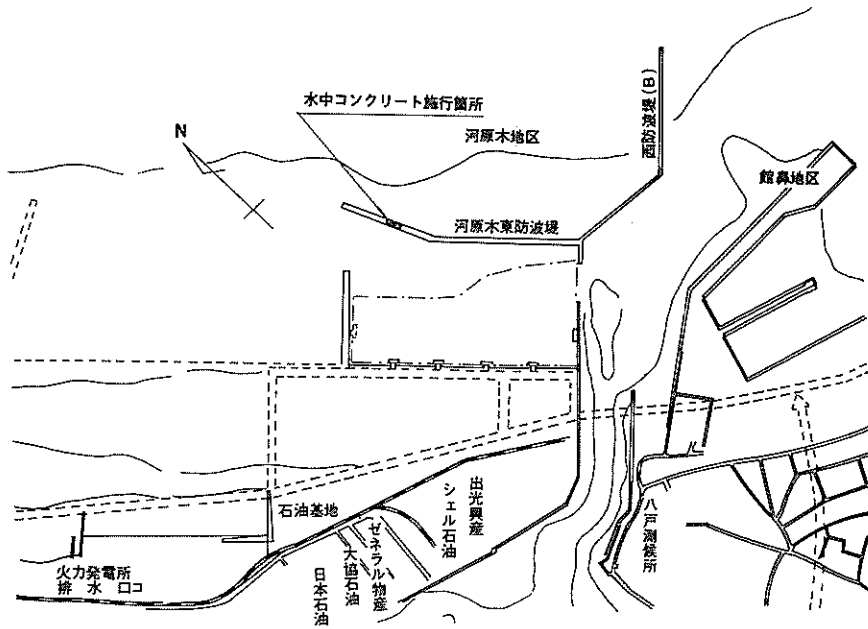 水中コンクリート施行箇所
N
河原木地区
西防波堤(B)
館鼻地区
河原木東防波堤
石油基地
出光興産
シェル石油
ゼネラル物産
大協石油
日本石油
八戸測候所
火力発電所
排水口コ